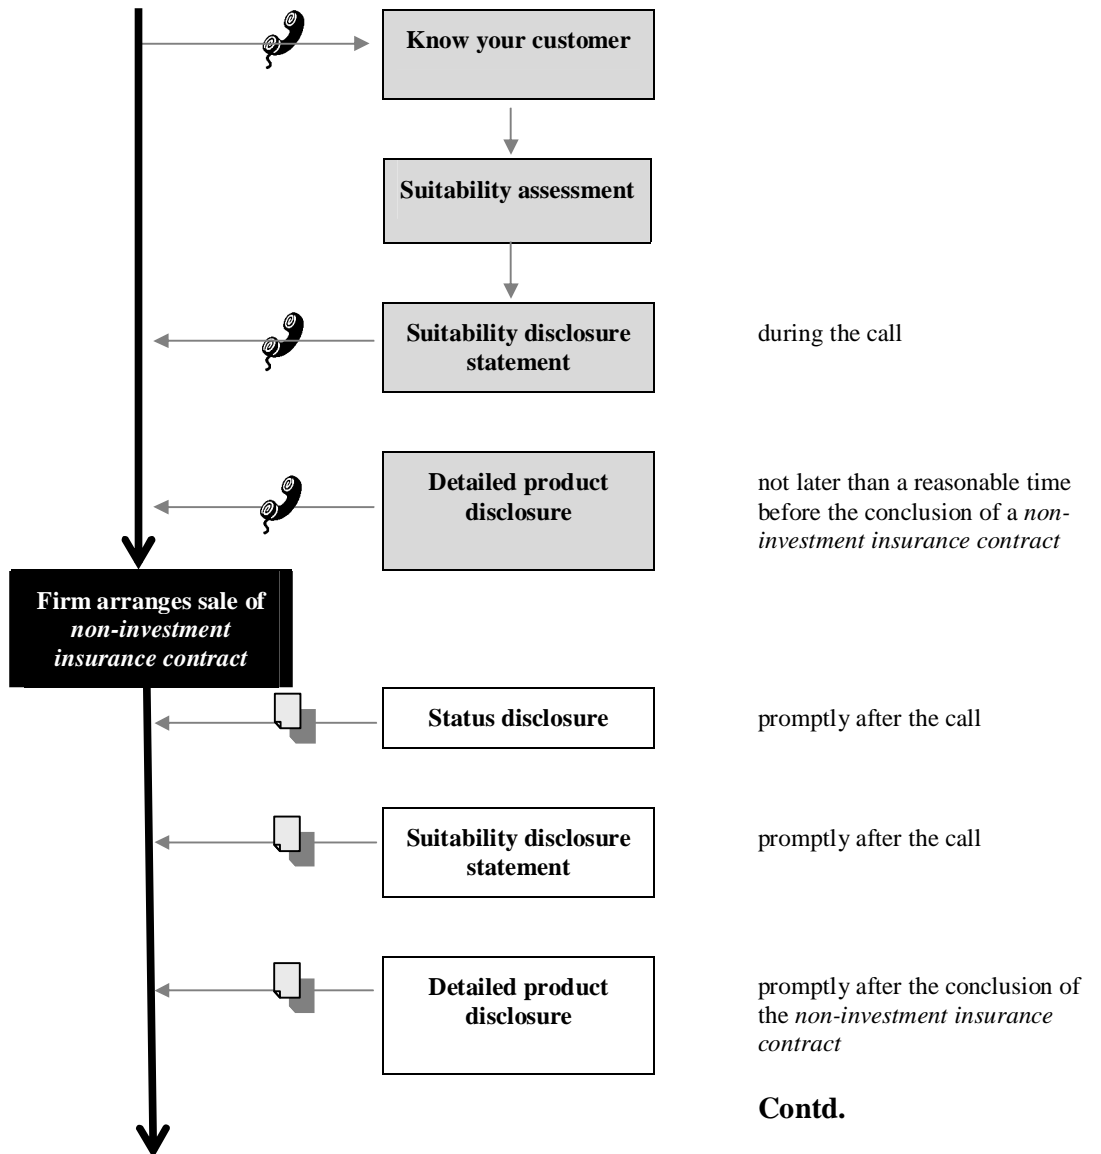 Know your customer
Suitability assessment
Suitability disclosure
statement
during the call
Detailed product
disclosure
not later than a reasonable time
before the conclusion of a non-
investment insurance contract
Firm arranges sale of
non-investment
insurance contract
Status disclosure
promptly after the call
Suitability disclosure
statement
promptly after the call
Detailed product
disclosure
promptly after the conclusion of
the non-investment insurance
contract
Contd.